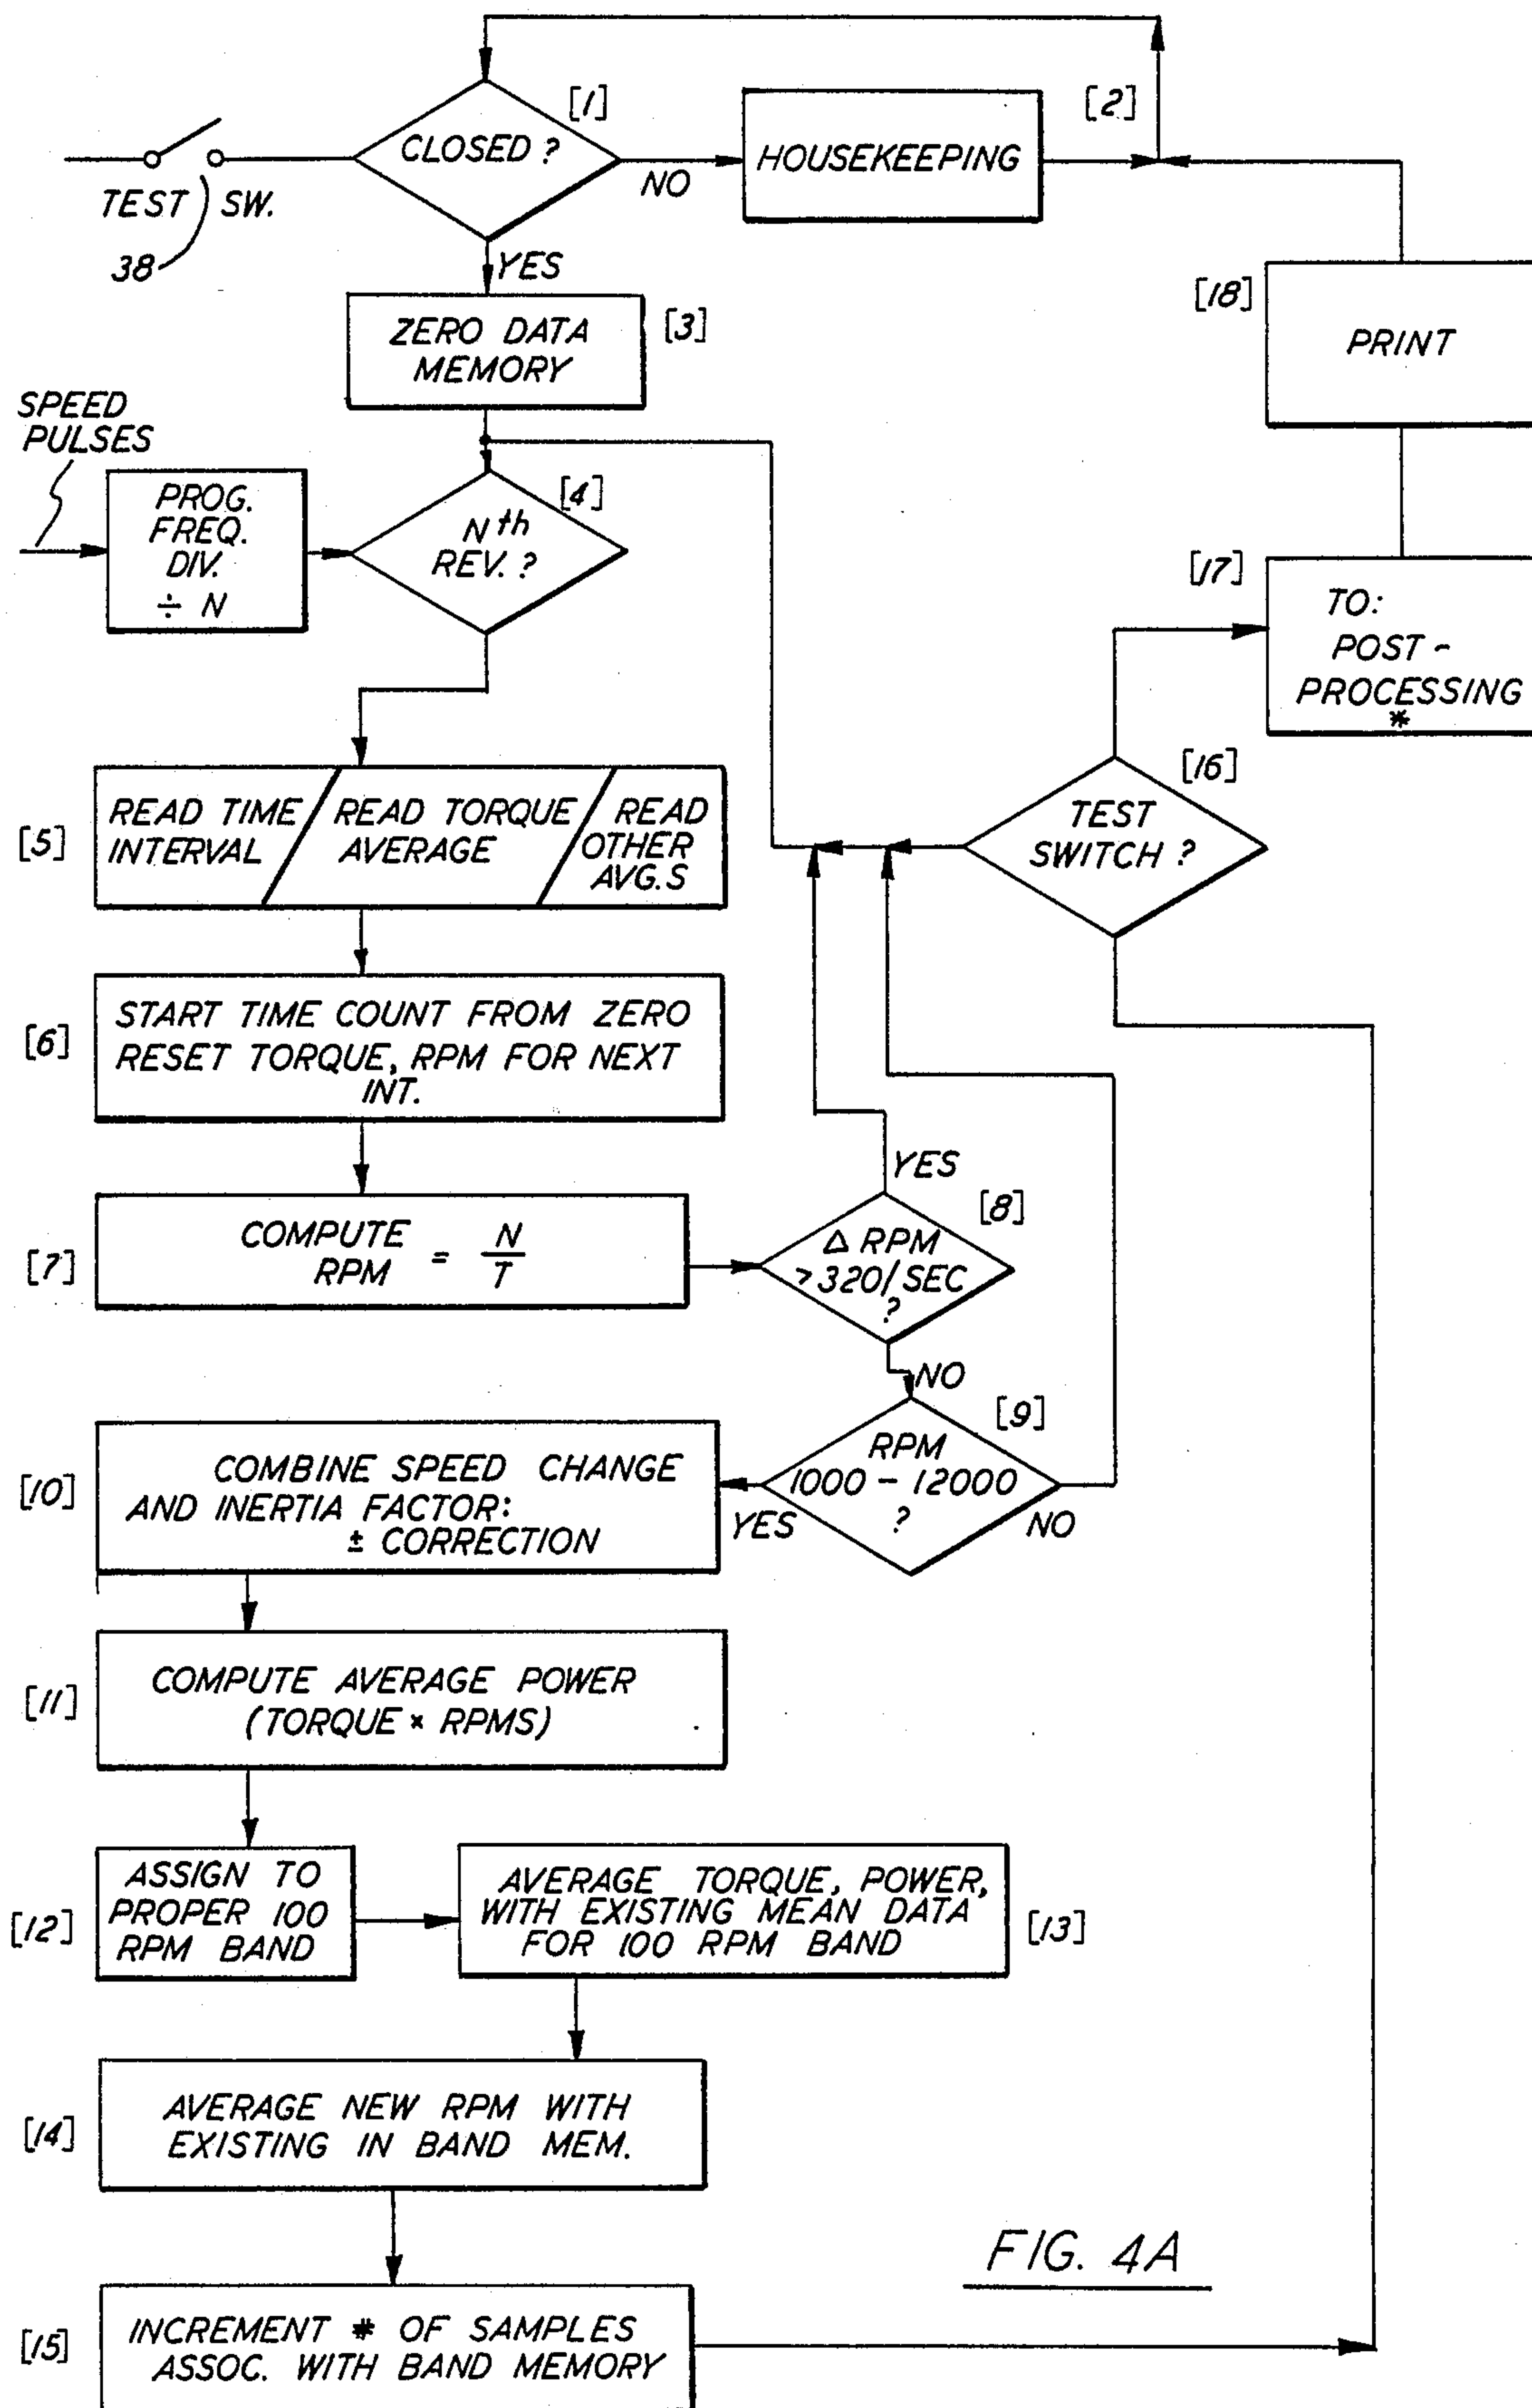 [1]
CLOSED ?
NO
HOUSEKEEPING
[2]
TEST SW.
38
YES
ZERO DATA
MEMORY
[3]
[18]
PRINT
SPEED
PULSES
PROG.
FREQ.
DIV.
÷ N
[4]
Nth
REV. ?
[17]
TO:
POST -
PROCESSING
*
[16]
TEST
SWITCH ?
[5]
READ TIME
INTERVAL
READ TORQUE
AVERAGE
READ
OTHER
AVG.S
[6]
START TIME COUNT FROM ZERO
RESET TORQUE, RPM FOR NEXT
INT.
[7]
COMPUTE
RPM = N/T
YES
[8]
Δ RPM
>320/SEC
?
NO
[9]
RPM
1000 - 12000
?
YES
NO
[10]
COMBINE SPEED CHANGE
AND INERTIA FACTOR:
± CORRECTION
[11]
COMPUTE AVERAGE POWER
(TORQUE × RPMS)
[12]
ASSIGN TO
PROPER 100
RPM BAND
AVERAGE TORQUE, POWER,
WITH EXISTING MEAN DATA
FOR 100 RPM BAND
[13]
[14]
AVERAGE NEW RPM WITH
EXISTING IN BAND MEM.
[15]
INCREMENT # OF SAMPLES
ASSOC. WITH BAND MEMORY
FIG. 4A